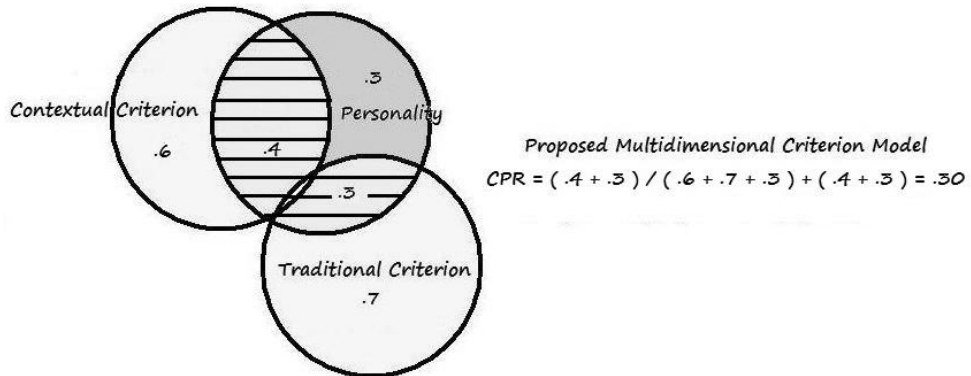 .3
Contextual Criterion
Personality
.6
.4
Proposed Multidimensional Criterion Model
CPR = ( .4 + .3 ) / ( .6 + .7 + .3 ) + ( .4 + .3 ) = .30
.3
Traditional Criterion
.7